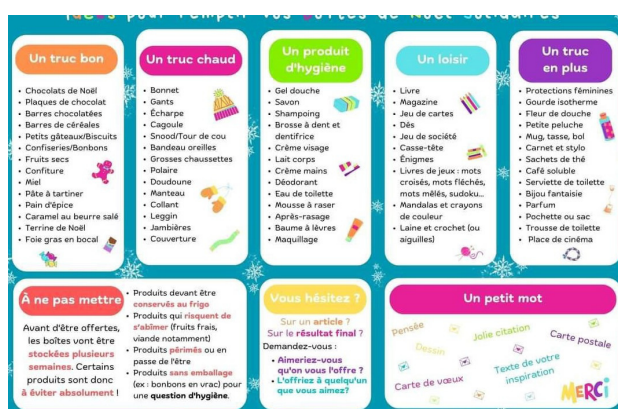 Idées pour remplir vos boîtes de Noël Solidaires
Un truc bon
• Chocolats de Noël
• Plaques de chocolat
• Barres chocolatées
• Barres de céréales
• Petits gâteaux/Biscuits
• Confiseries/Bonbons
• Fruits secs
• Confiture
• Miel
• Pâte à tartiner
• Pain d'épice
• Caramel au beurre salé
• Terrine de Noël
• Foie gras en bocal
Un truc chaud
• Bonnet
• Gants
• Écharpe
• Cagoule
• Snood/Tour de cou
• Bandeau oreilles
• Grosses chaussettes
• Polaire
• Doudoune
• Manteau
• Collant
• Leggin
• Jambières
• Couverture
Un produit
d'hygiène
• Gel douche
• Savon
• Shampoing
• Brosse à dent et
dentifrice
• Crème visage
• Lait corps
• Crème mains
• Déodorant
• Eau de toilette
• Mousse à raser
• Après-rasage
• Baume à lèvres
• Maquillage
Un loisir
• Livre
• Magazine
• Jeu de cartes
• Dés
• Jeu de société
• Casse-tête
• Énigmes
• Livres de jeux : mots
croisés, mots fléchés,
mots mêlés, sudoku...
• Mandalas et crayons
de couleur
• Laine et crochet (ou
aiguilles)
Un truc
en plus
• Protections féminines
• Gourde isotherme
• Fleur de douche
• Petite peluche
• Mug, tasse, bol
• Carnet et stylo
• Sachets de thé
• Café soluble
• Serviette de toilette
• Bijou fantaisie
• Parfum
• Pochette ou sac
• Trousse de toilette
• Place de cinéma
À ne pas mettre
Avant d'être offertes,
les boîtes vont être
stockées plusieurs
semaines. Certains
produits sont donc
à éviter absolument !
• Produits devant être
conservés au frigo
• Produits qui risquent de
s'abîmer (fruits frais,
viande notamment)
• Produits périmés ou en
passe de l'être
• Produits sans emballage
(ex : bonbons en vrac) pour
une question d'hygiène.
Vous hésitez ?
Sur un article ?
Sur le résultat final ?
Demandez-vous :
• Aimeriez-vous
qu'on vous l'offre ?
• L'offririez à quelqu'un
que vous aimez?
Un petit mot
Pensée
Jolie citation
Carte postale
Dessin
Texte de votre
inspiration
Carte de vœux
MERCI